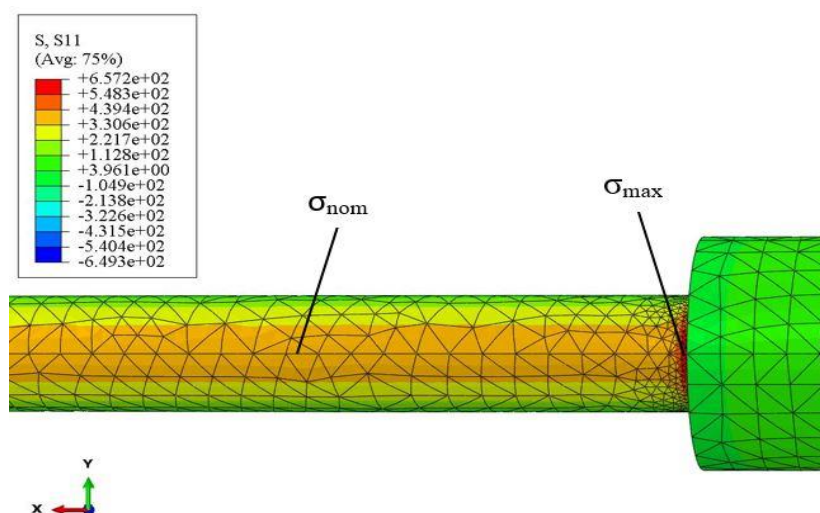 S, S11
(Avg: 75%)
+6.572e+02
+5.483e+02
+4.394e+02
+3.306e+02
+2.217e+02
+1.128e+02
+3.961e+00
-1.049e+02
-2.138e+02
-3.226e+02
-4.315e+02
-5.404e+02
-6.493e+02
σnom
σmax
Y
X